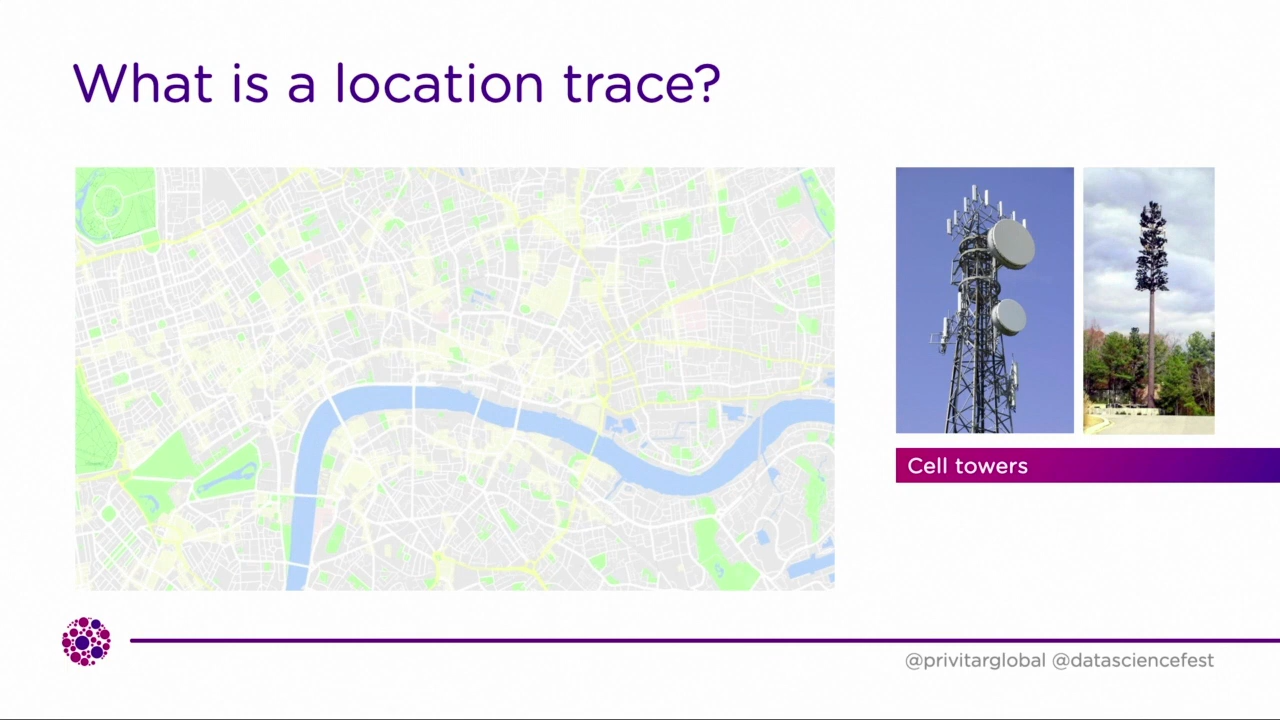 What is a location trace?
Cell towers
@privitarglobal @datasciencefest